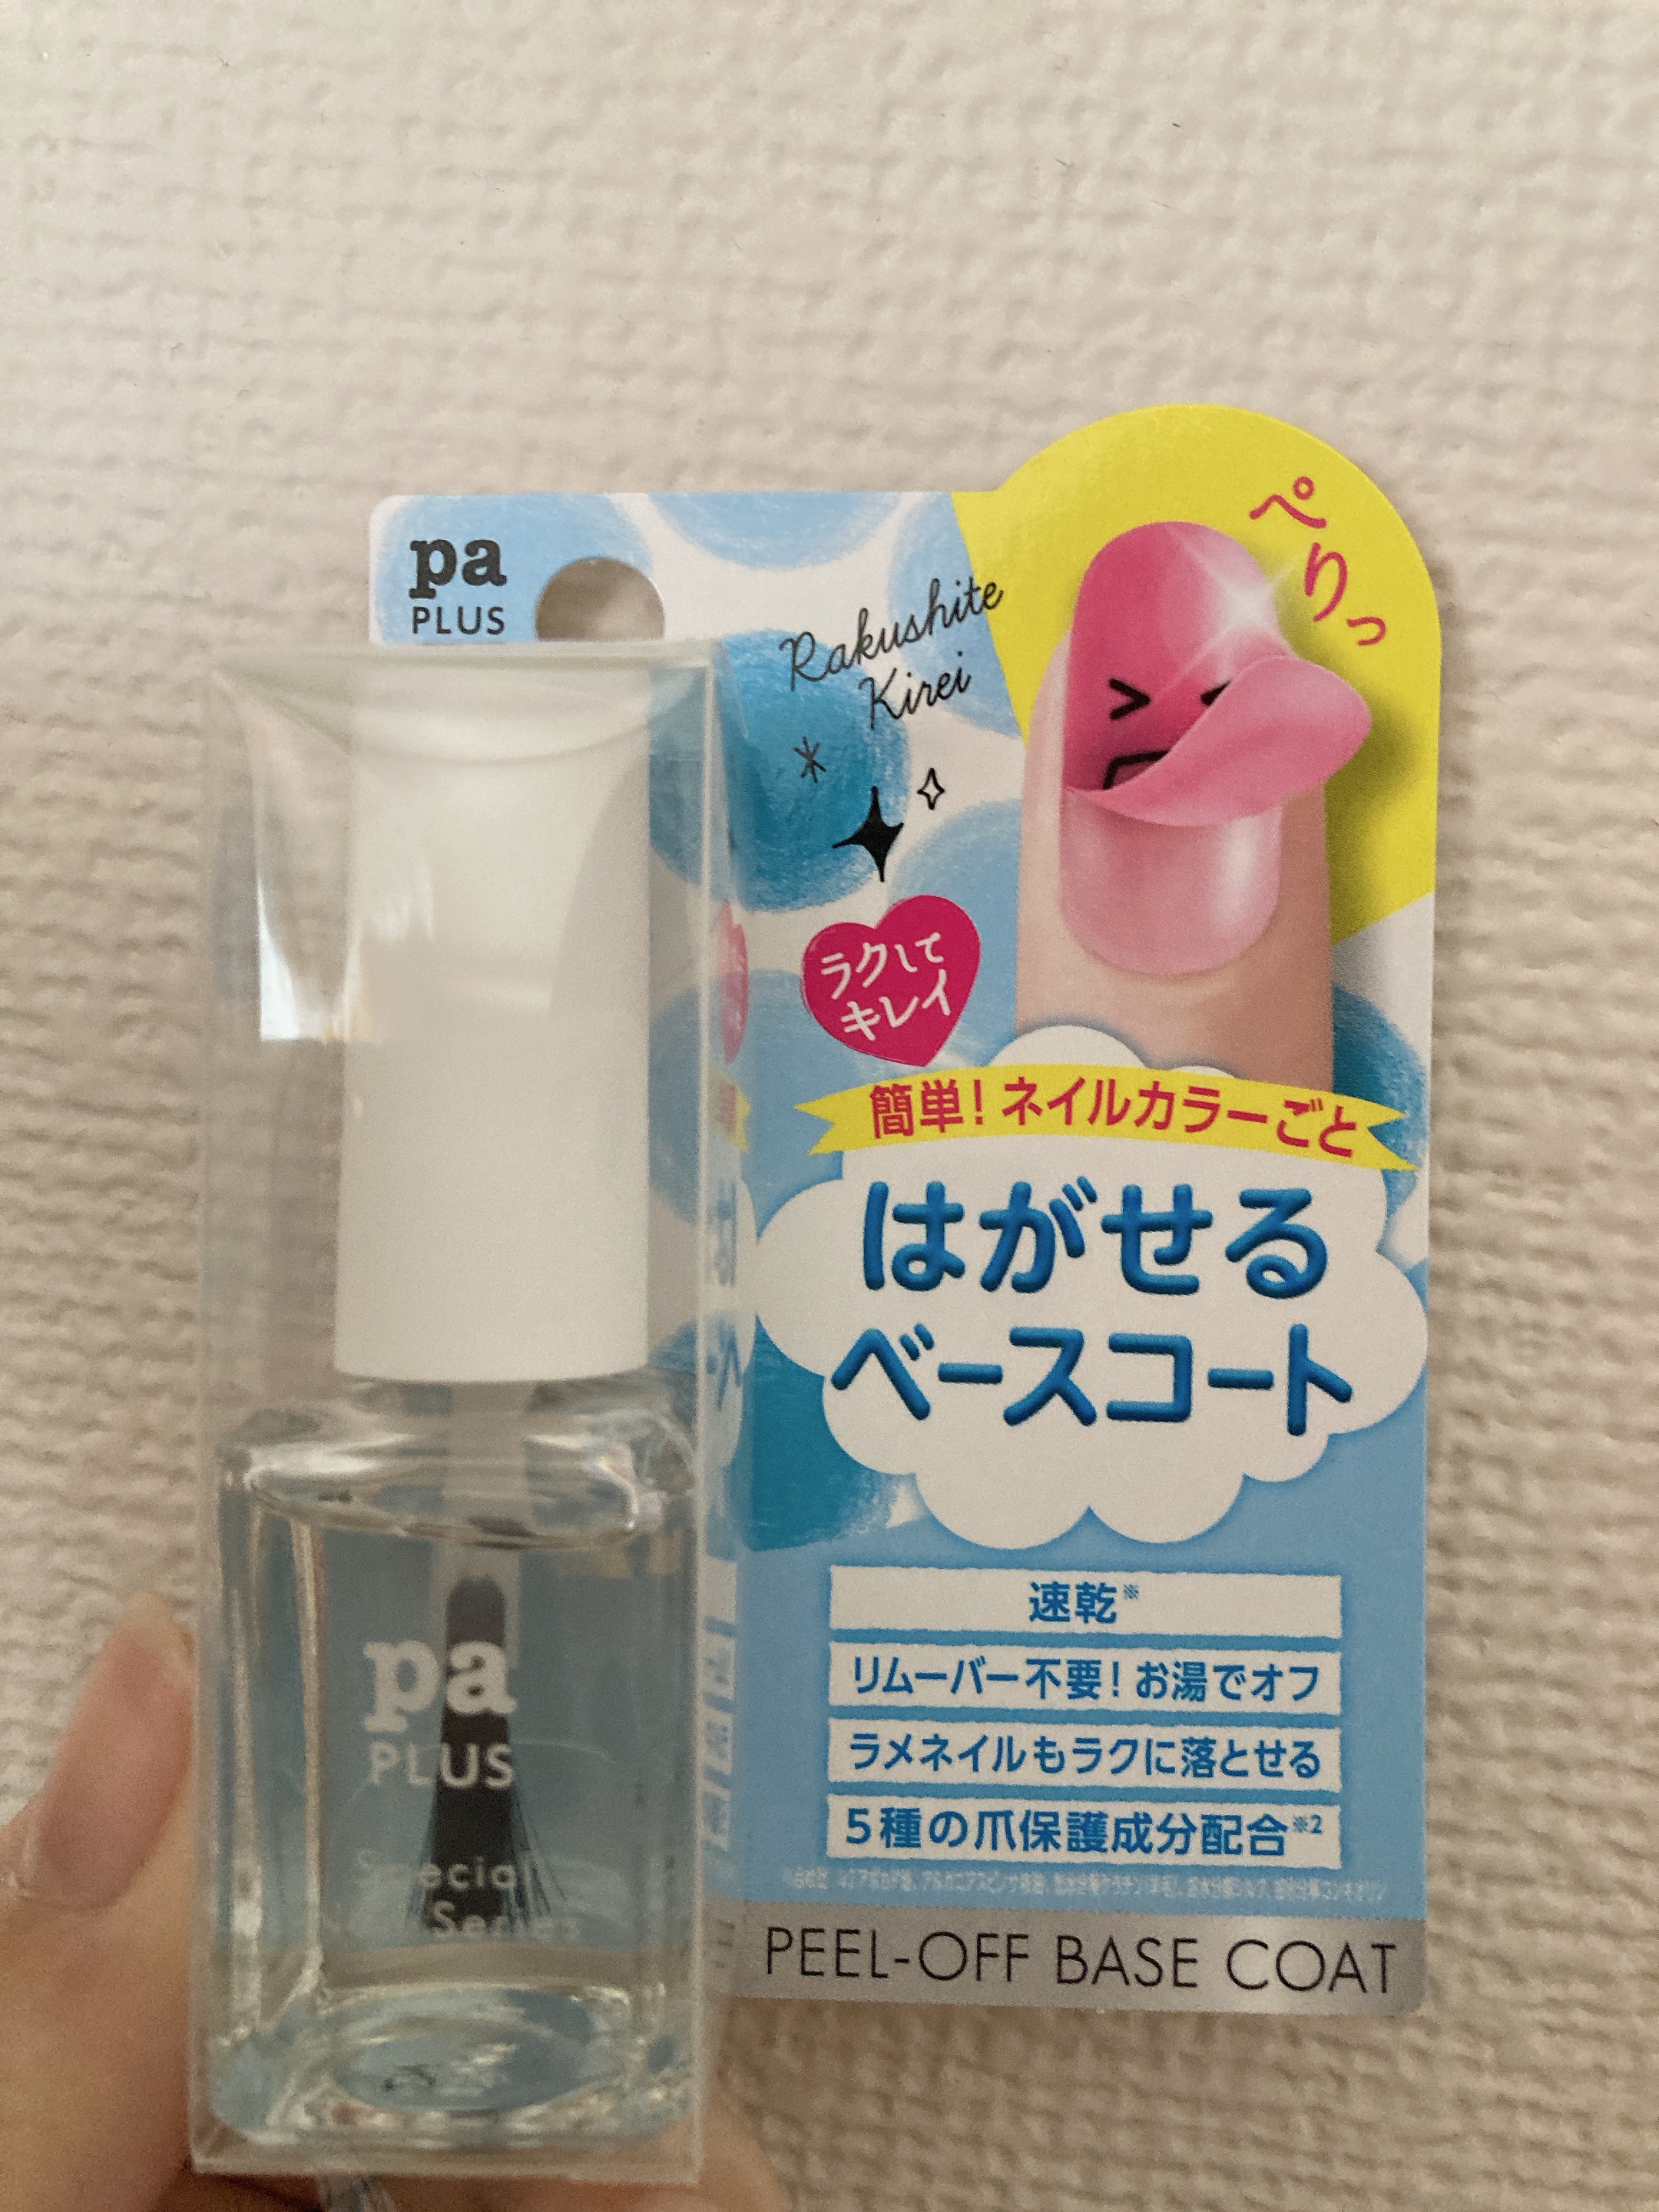 pa
PLUS
Rakushite
Kirei
ぺりっ
ラクして
キレイ
簡単！ネイルカラーごと
はがせる
ベースコート
速乾※
リムーバー不要！お湯でオフ
ラメネイルもラクに落とせる
5種の爪保護成分配合※2
PEEL-OFF BASE COAT
pa
PLUS
Special
Series